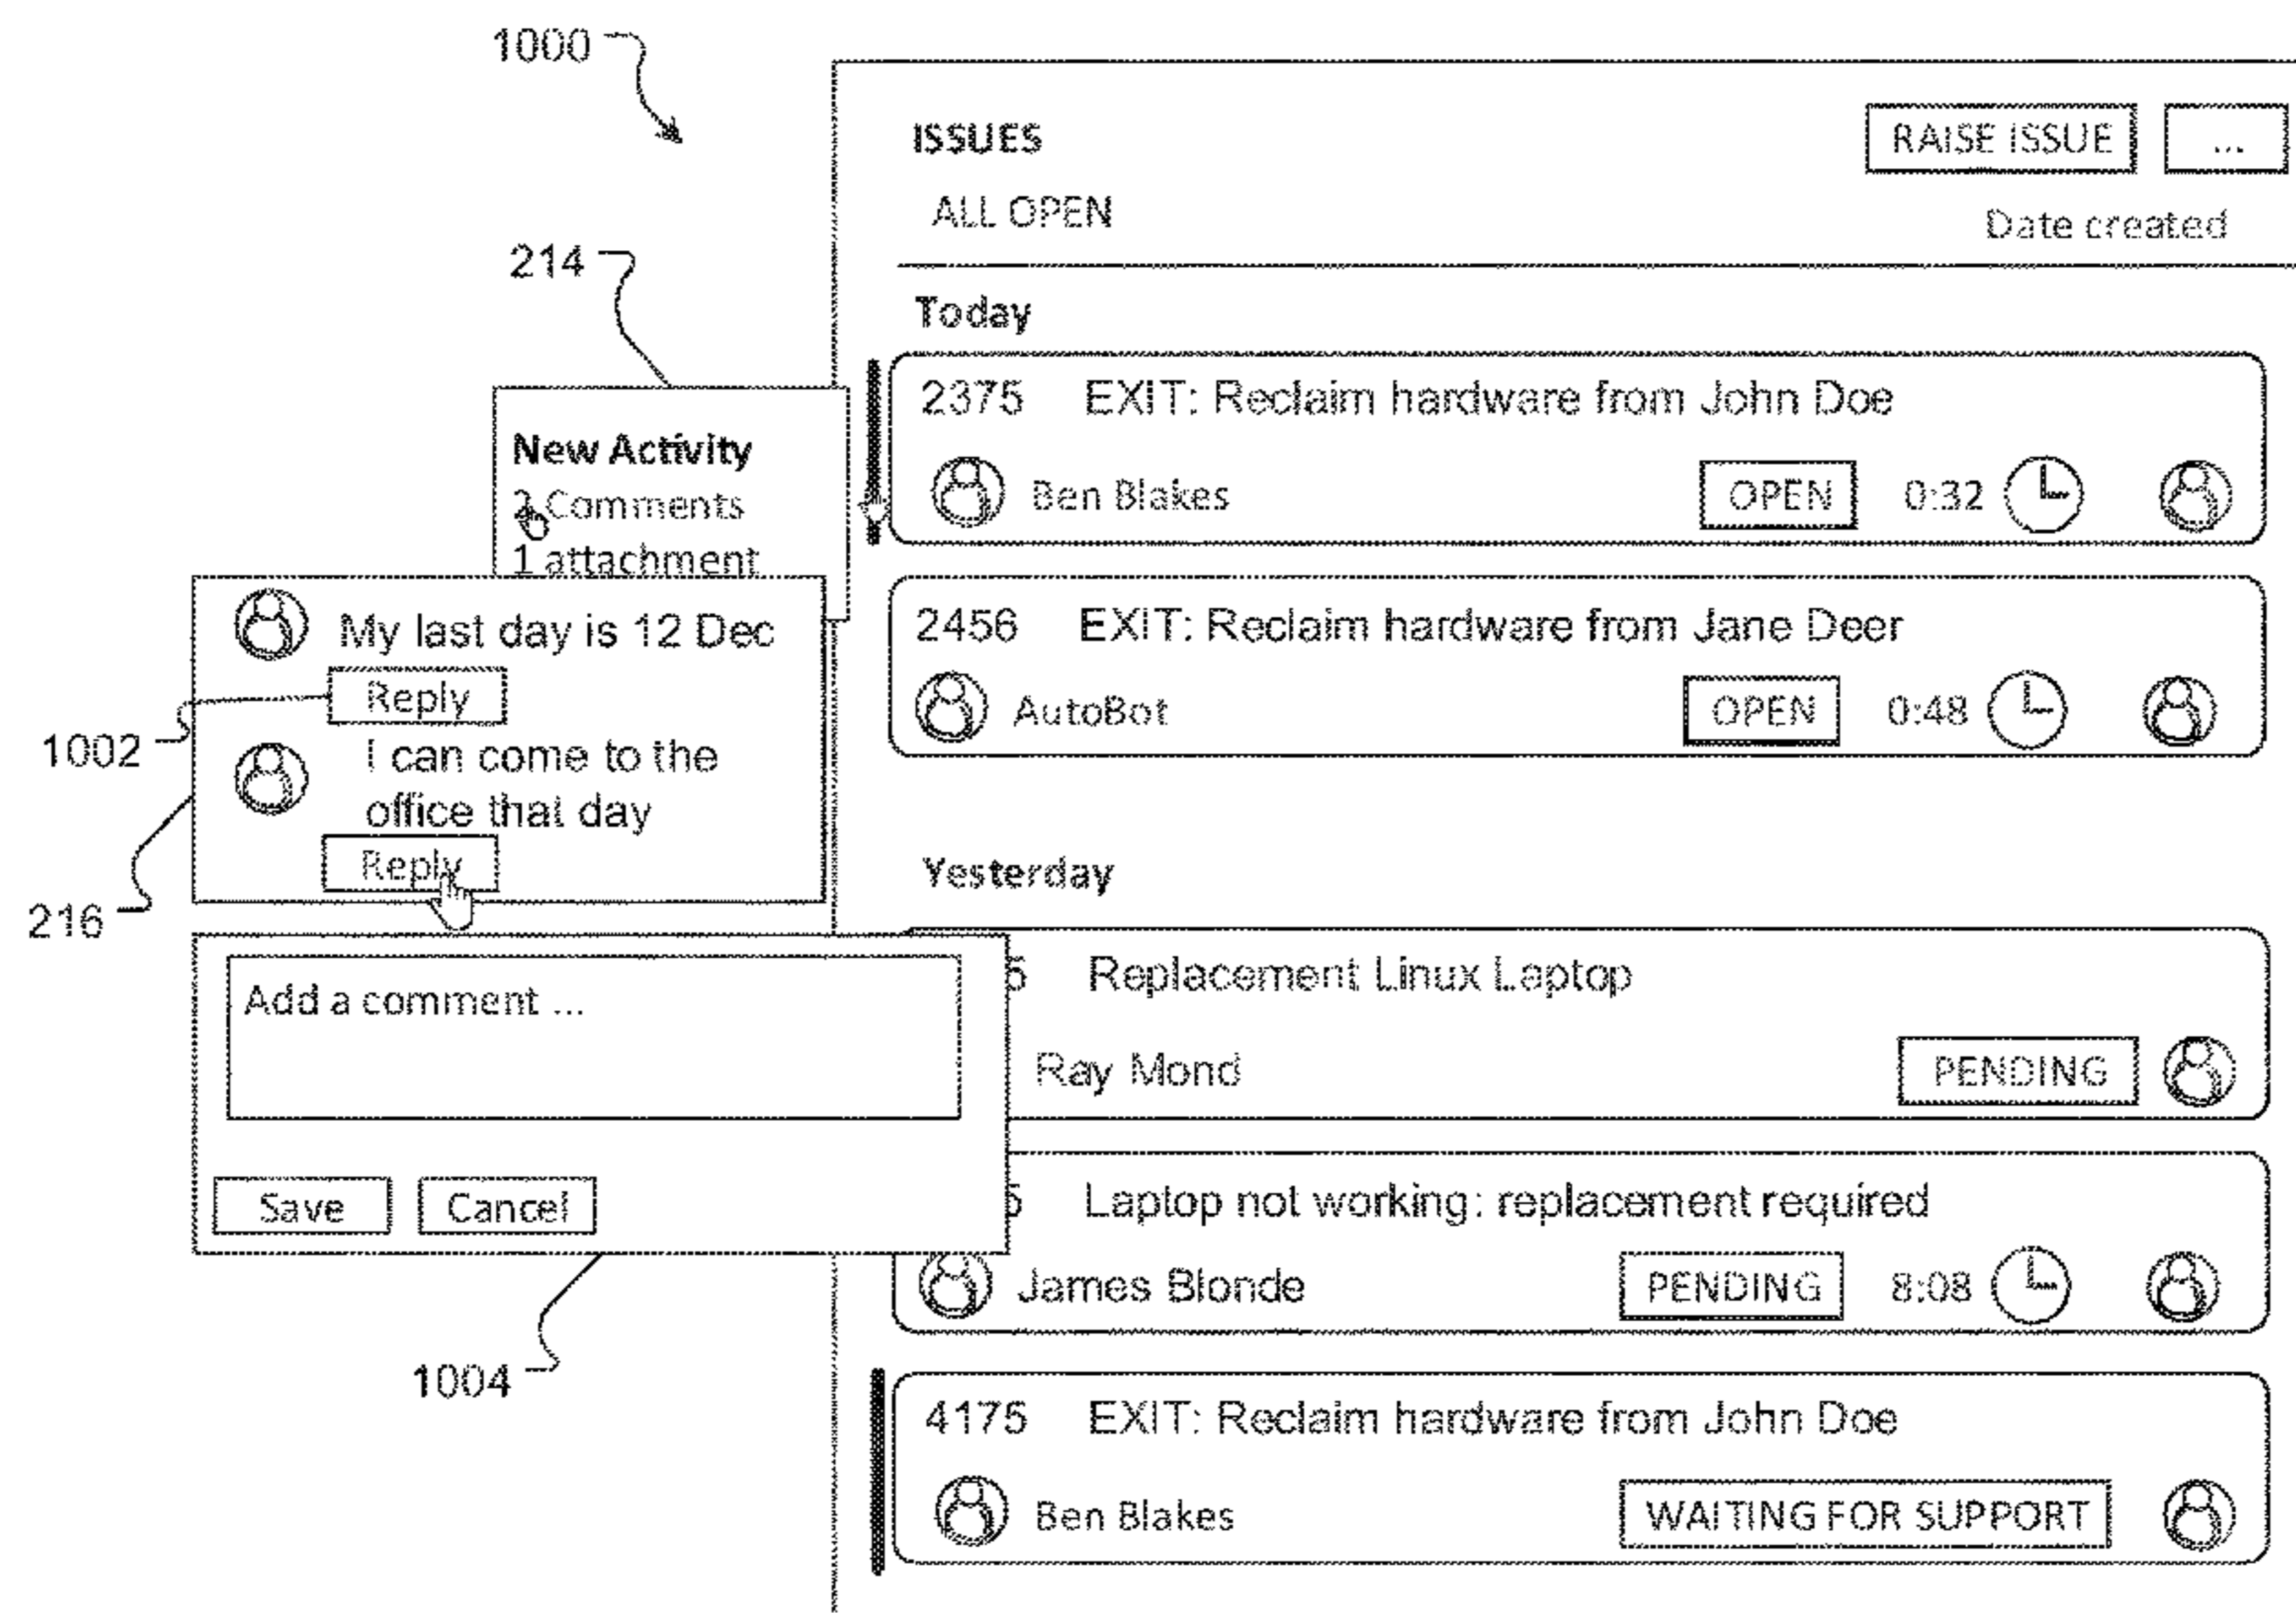 1000
ISSUES
RAISE ISSUE
...
ALL OPEN
Date created
214
Today
2375 EXIT: Reclaim hardware from John Doe
Ben Blakes OPEN 0:32
New Activity
2 Comments
1 attachment
2456 EXIT: Reclaim hardware from Jane Deer
AutoBot OPEN 0:48
My last day is 12 Dec
Reply
1002
I can come to the
office that day
Reply
216
Yesterday
5 Replacement Linux Laptop
Ray Mond PENDING
Add a comment ...
Save Cancel
1004
5 Laptop not working: replacement required
James Blonde PENDING 8:08
4175 EXIT: Reclaim hardware from John Doe
Ben Blakes WAITING FOR SUPPORT